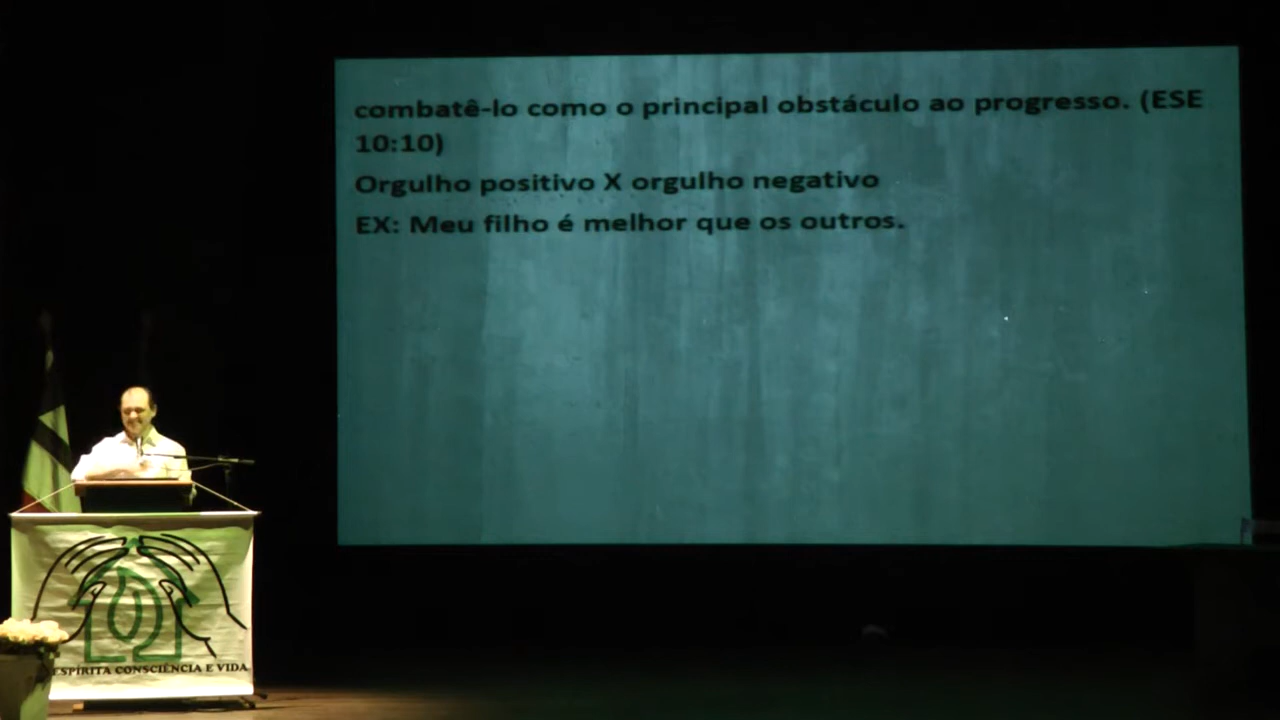 combatê-lo como o principal obstáculo ao progresso. (ESE
10:10)
Orgulho positivo X orgulho negativo
EX: Meu filho é melhor que os outros.
ESPÍRITA CONSCIÊNCIA E VIDA